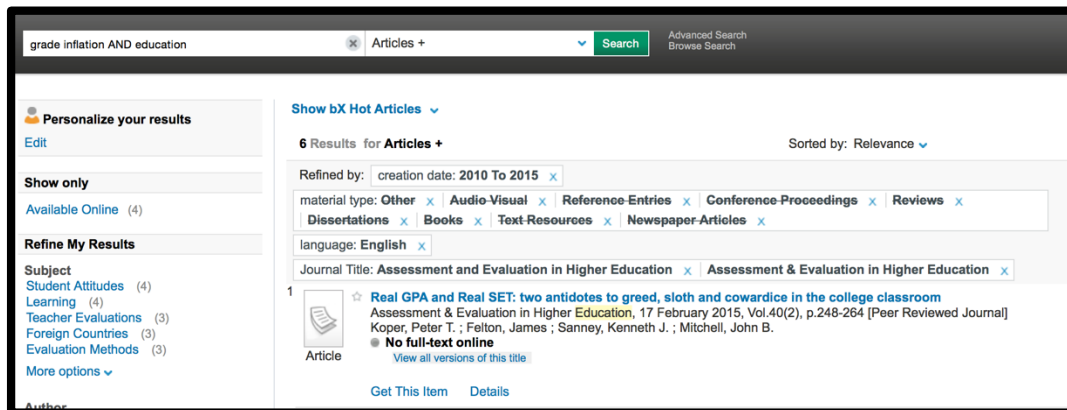 grade inflation AND education
Articles +
Search
Advanced Search
Browse Search
Personalize your results
Edit
Show only
Available Online (4)
Refine My Results
Subject
Student Attitudes (4)
Learning (4)
Teacher Evaluations (3)
Foreign Countries (3)
Evaluation Methods (3)
More options
Author
Show bX Hot Articles
6 Results for Articles +
Sorted by: Relevance
Refined by: creation date: 2010 To 2015 x
material type: Other x Audio Visual x Reference Entries x Conference Proceedings x Reviews x
Dissertations x Books x Text Resources x Newspaper Articles x
language: English x
Journal Title: Assessment and Evaluation in Higher Education x Assessment & Evaluation in Higher Education x
1
Real GPA and Real SET: two antidotes to greed, sloth and cowardice in the college classroom
Assessment & Evaluation in Higher Education, 17 February 2015, Vol.40(2), p.248-264 [Peer Reviewed Journal]
Koper, Peter T. ; Felton, James ; Sanney, Kenneth J. ; Mitchell, John B.
No full-text online
View all versions of this title
Article
Get This Item Details